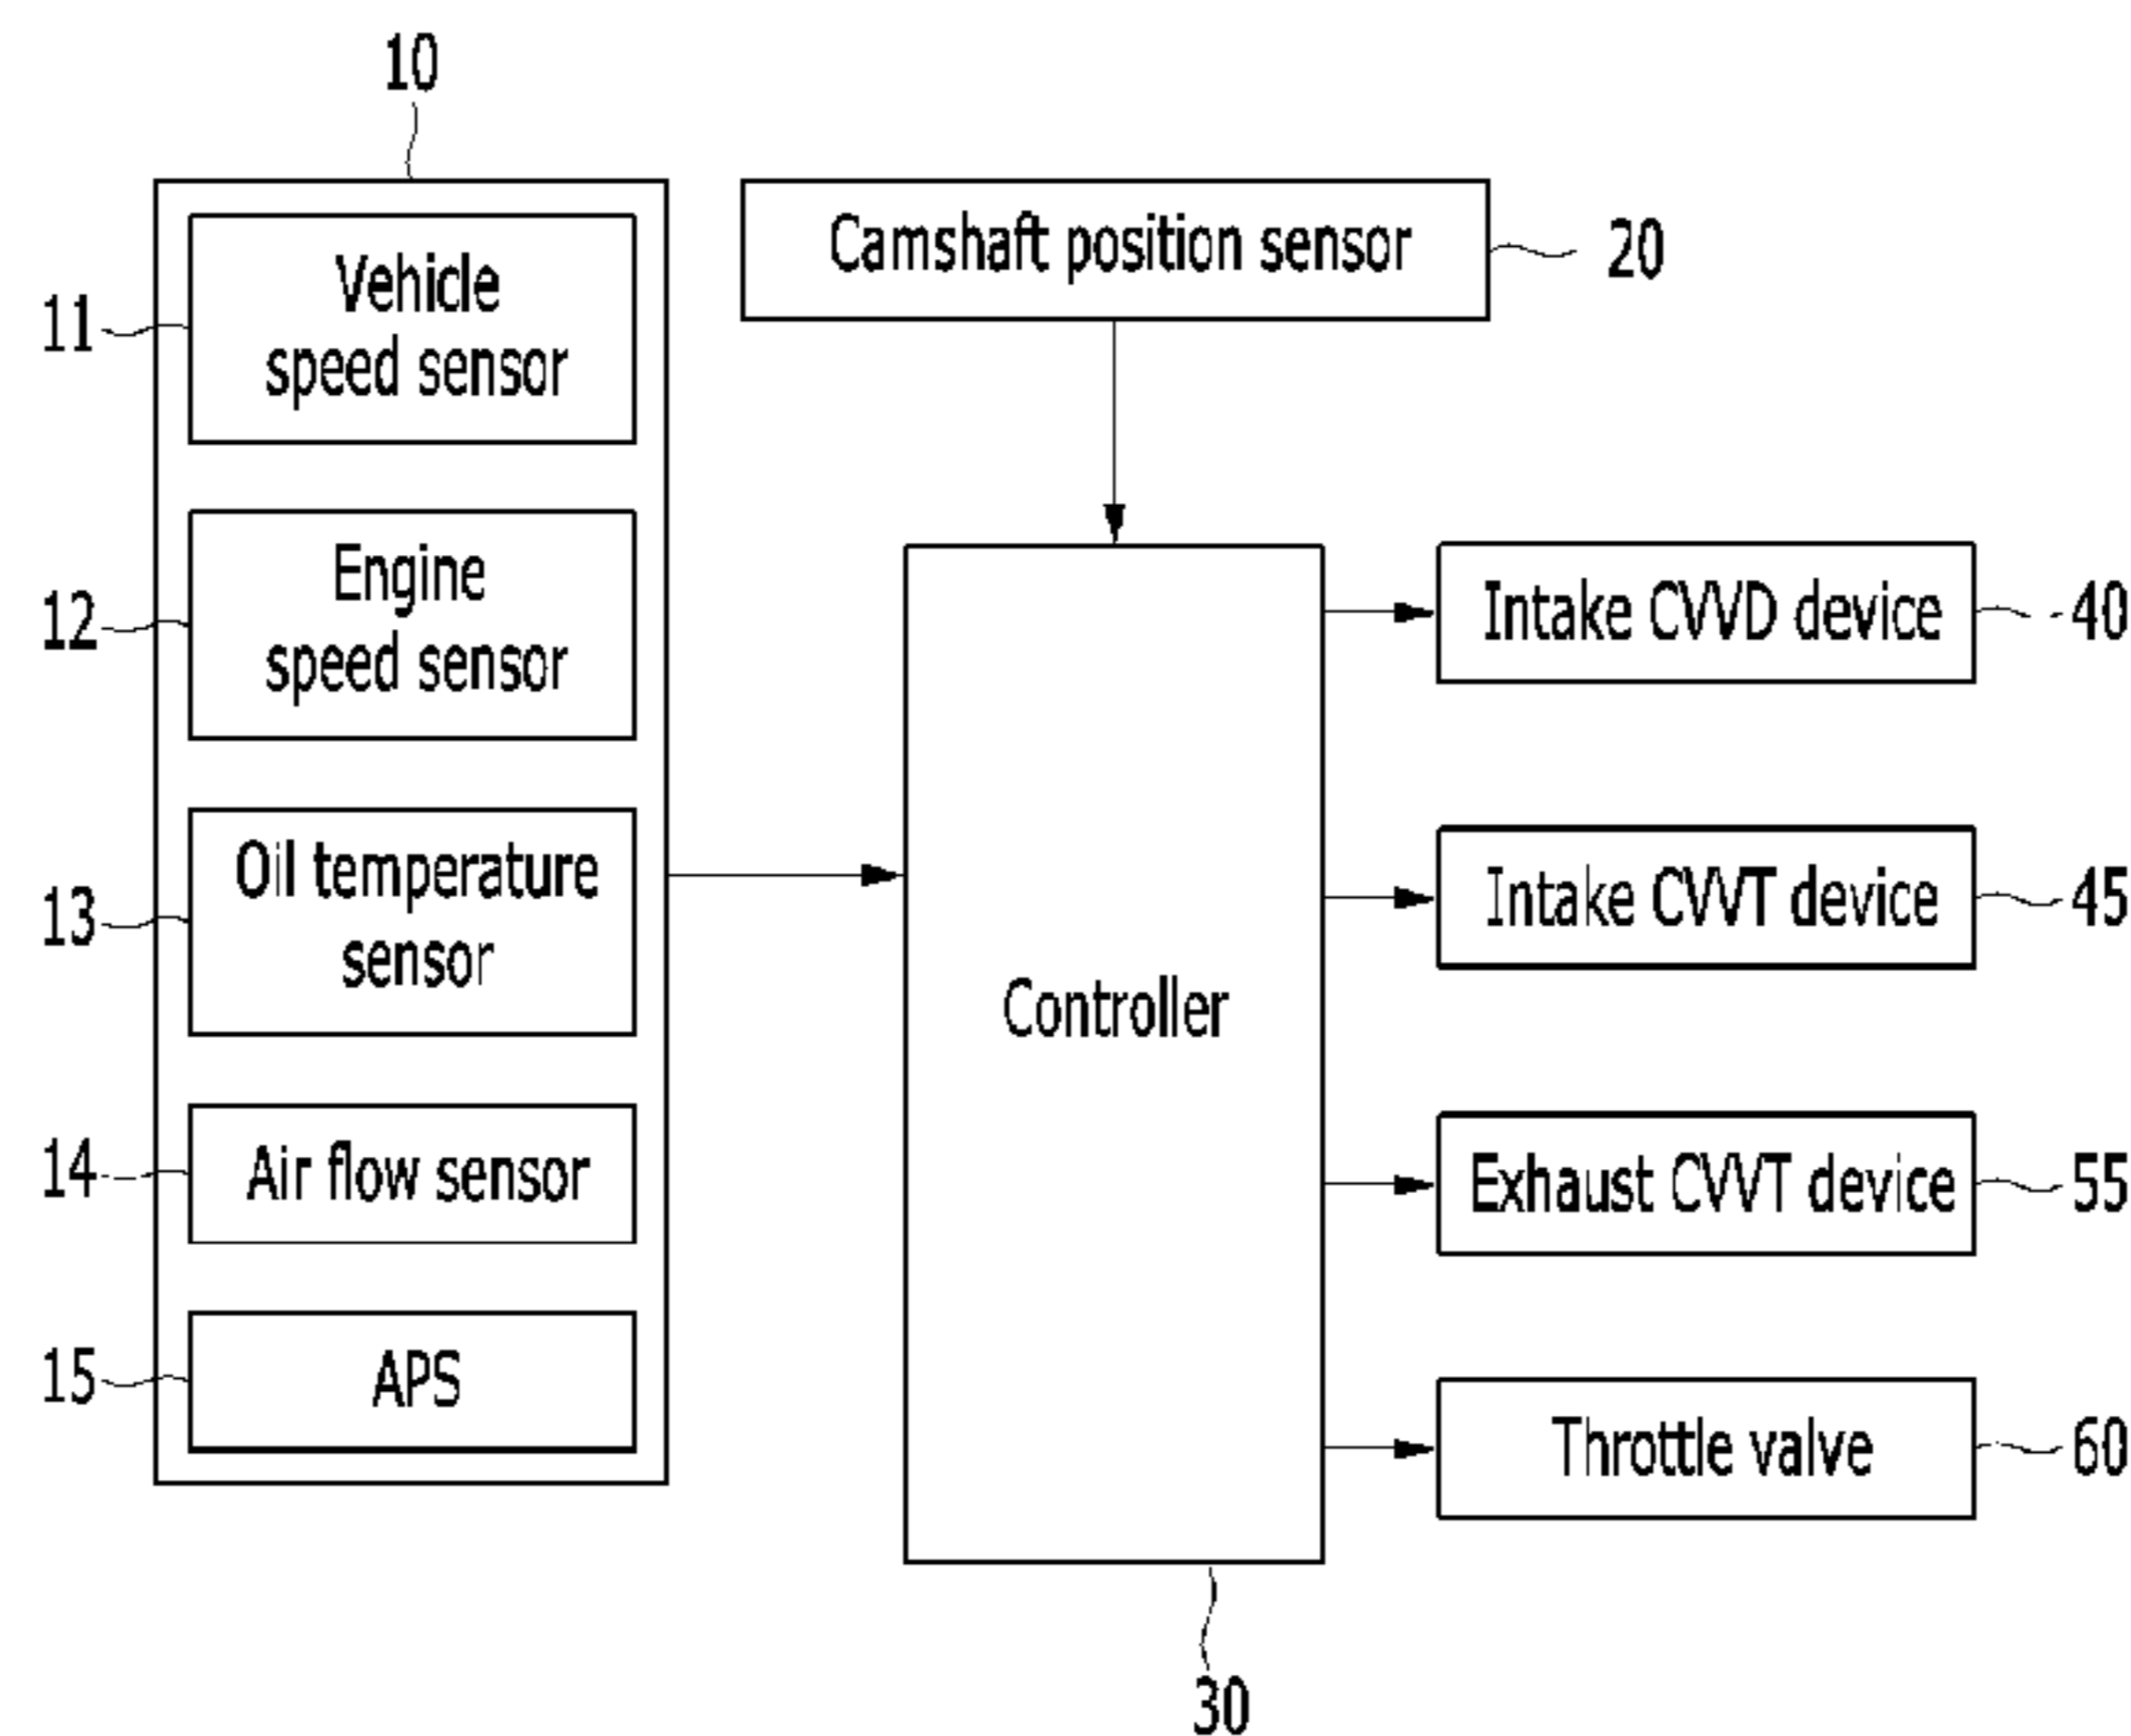 10
Vehicle
speed sensor
11
Engine
speed sensor
12
Oil temperature
sensor
13
Air flow sensor
14
APS
15
Camshaft position sensor
20
Controller
30
Intake CVVD device
40
Intake CVVT device
45
Exhaust CVVT device
55
Throttle valve
60